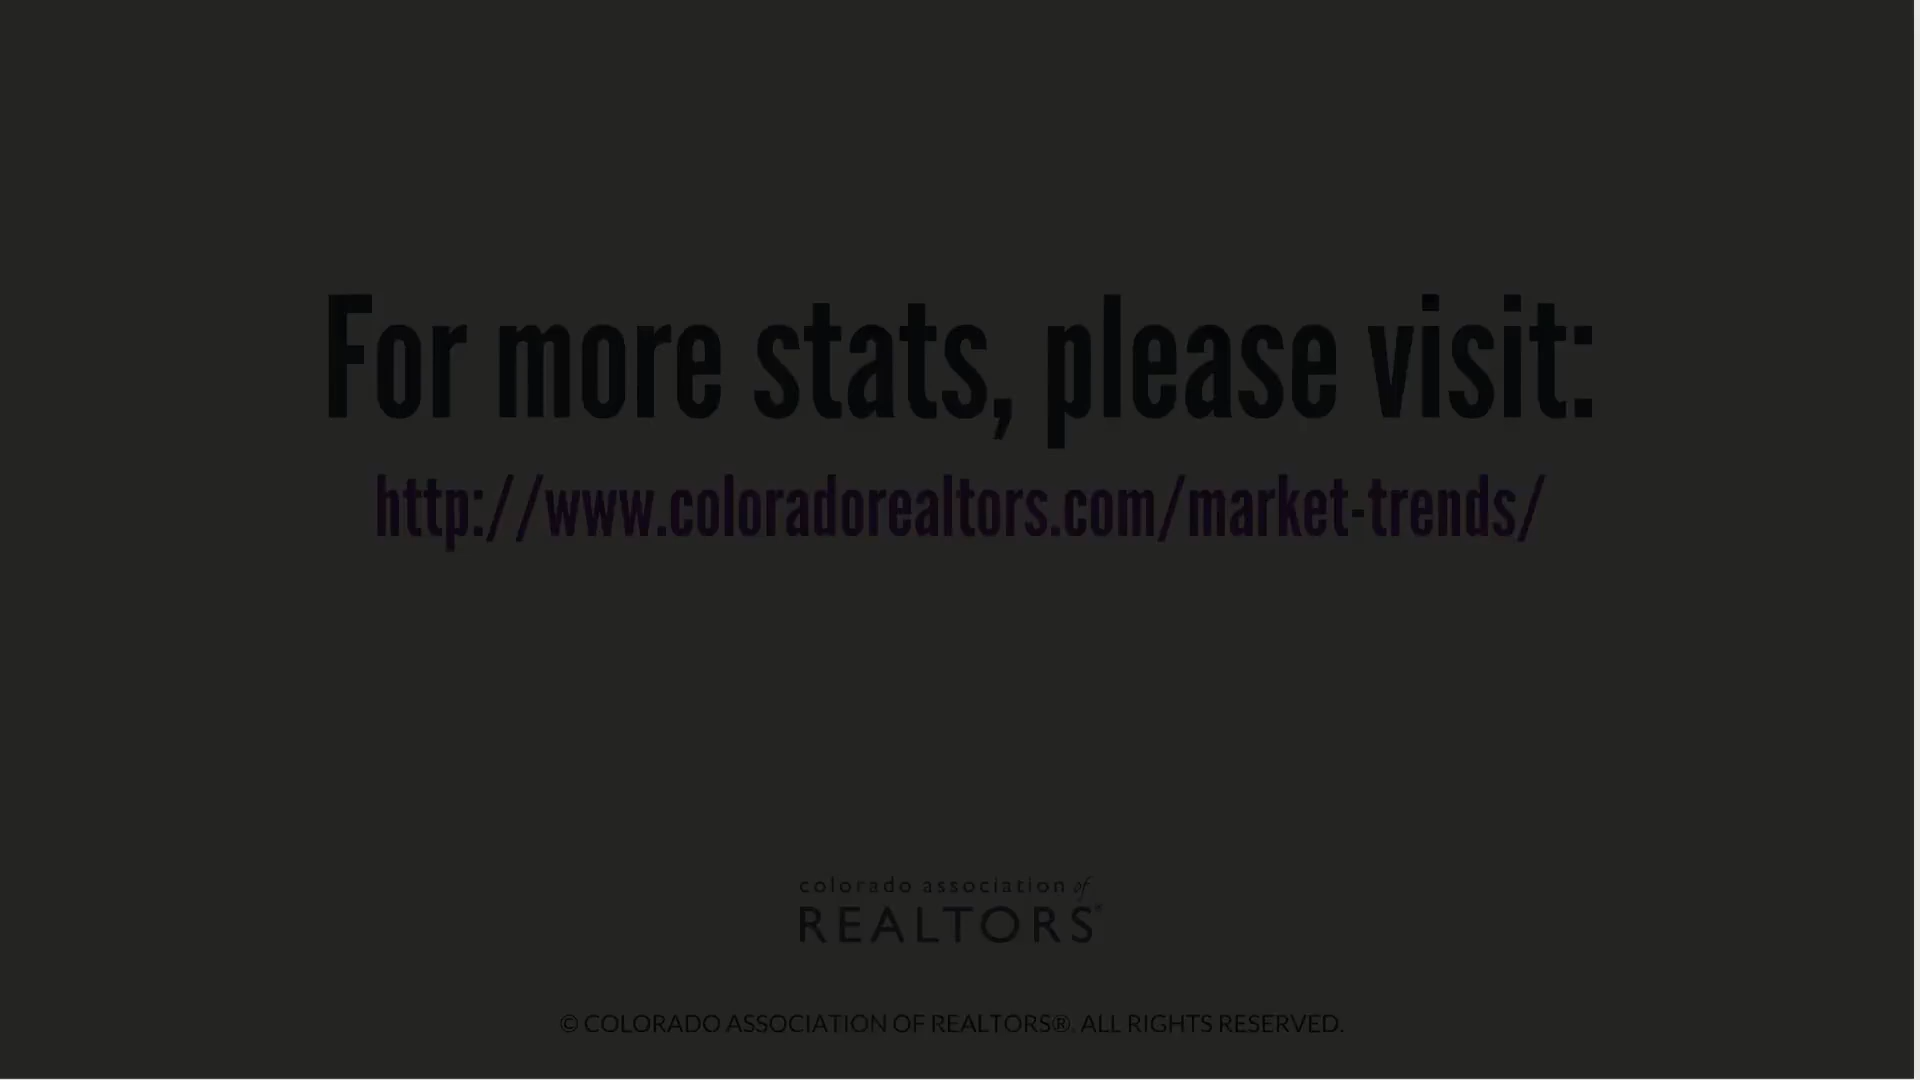 For more stats, please visit:
http://www.coloradorealtors.com/market-trends/
colorado association of
REALTORS®
© COLORADO ASSOCIATION OF REALTORS®. ALL RIGHTS RESERVED.